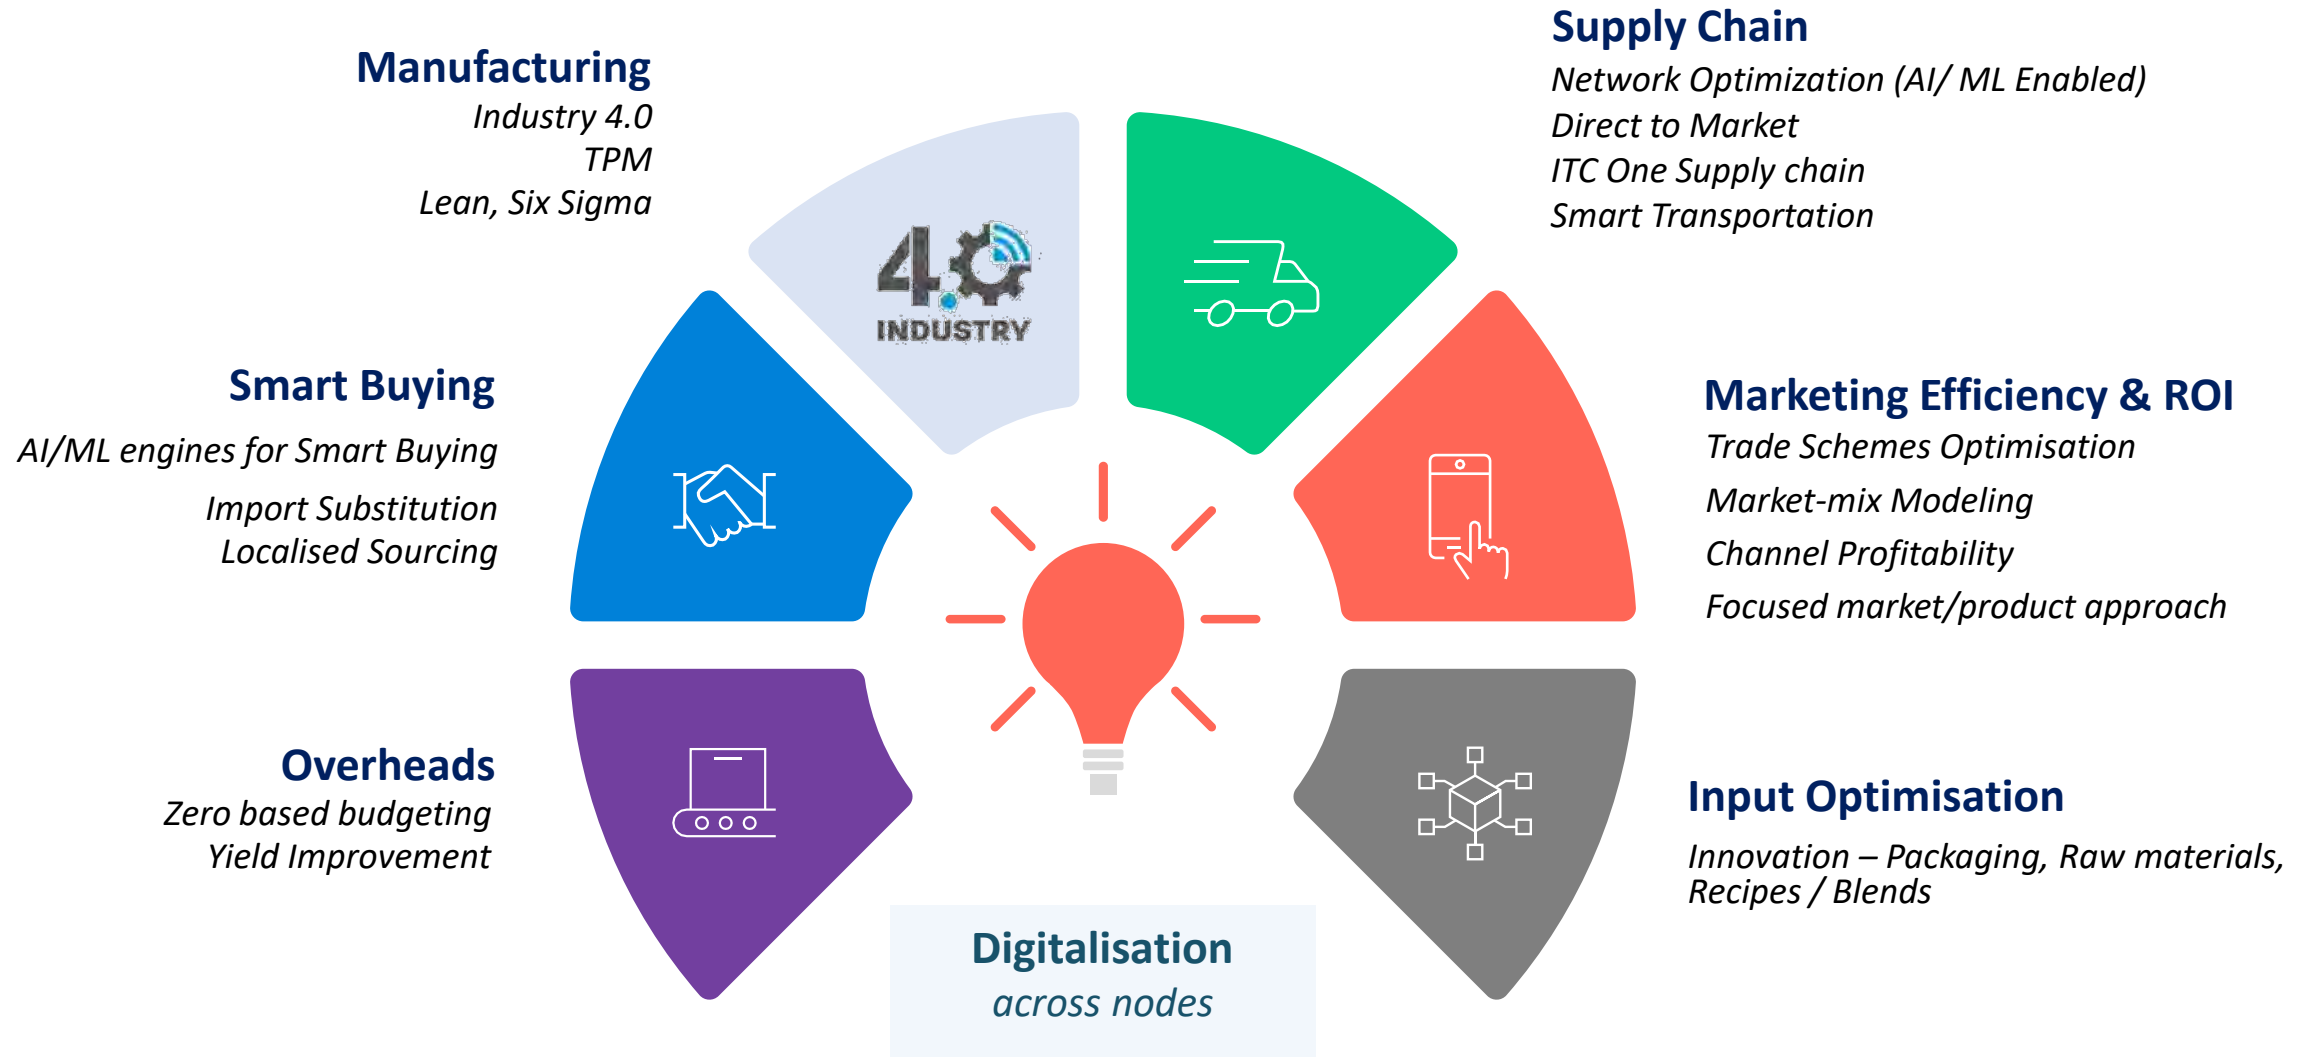 Manufacturing
Industry 4.0
TPM
Lean, Six Sigma
Supply Chain
Network Optimization (AI/ ML Enabled)
Direct to Market
ITC One Supply chain
Smart Transportation
4.0
INDUSTRY
Smart Buying
AI/ML engines for Smart Buying
Import Substitution
Localised Sourcing
Marketing Efficiency & ROI
Trade Schemes Optimisation
Market-mix Modeling
Channel Profitability
Focused market/product approach
Overheads
Zero based budgeting
Yield Improvement
Input Optimisation
Innovation – Packaging, Raw materials,
Recipes / Blends
Digitalisation
across nodes